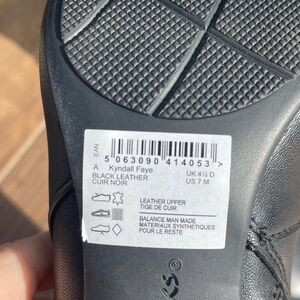 EAN
5 063090 414053 >
A Kyndall Faye
UK 4½ D
BLACK LEATHER
US 7 M
CUIR NOIR
LEATHER UPPER
TIGE DE CUIR
BALANCE MAN MADE
MATERIAUX SYNTHETIQUES
POUR LE RESTE
KS